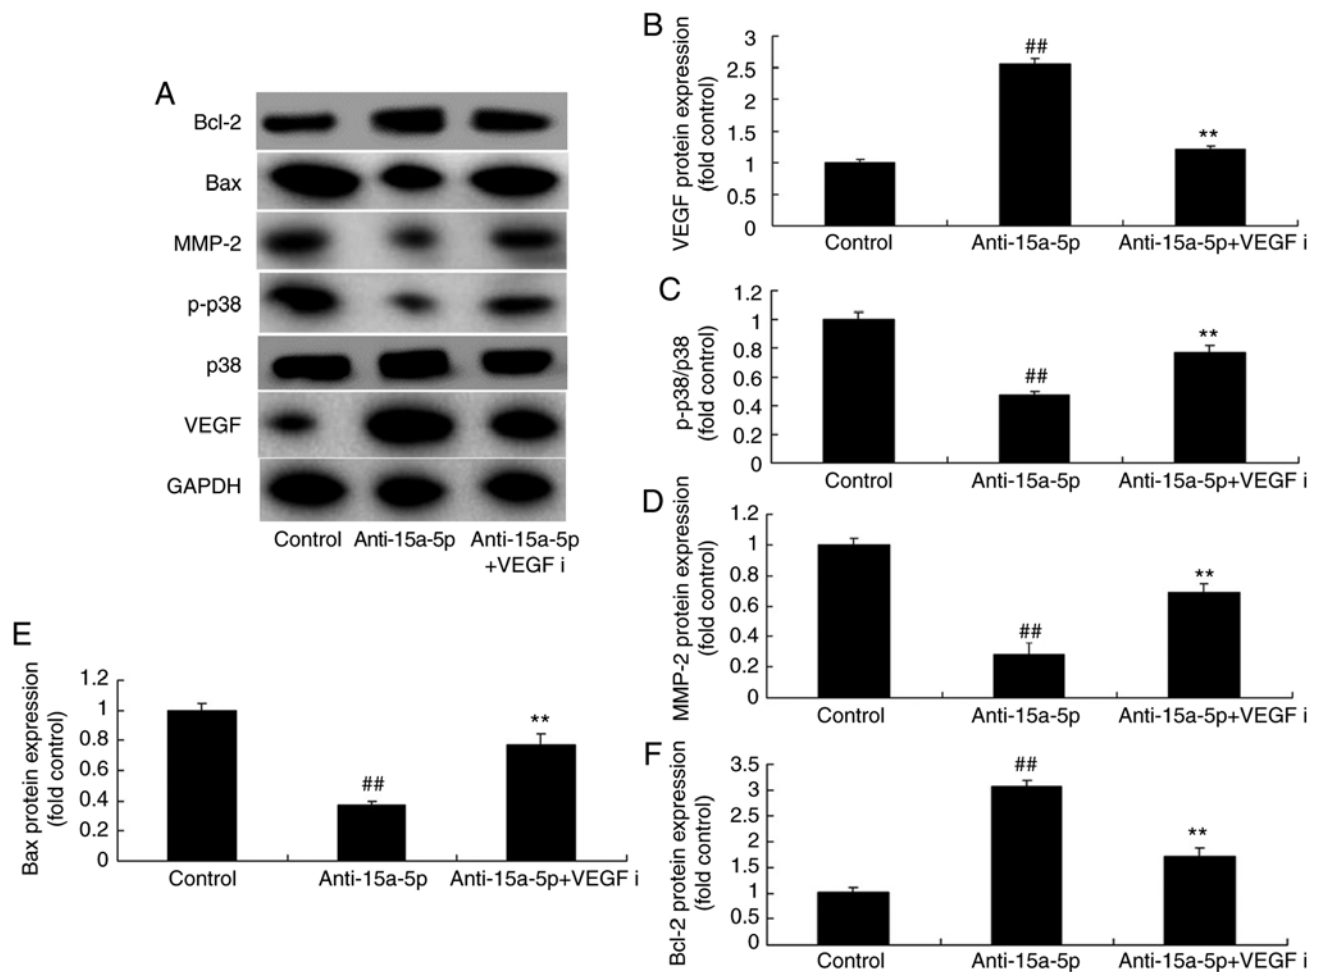 A
Bcl-2
Bax
MMP-2
p-p38
p38
VEGF
GAPDH
Control Anti-15a-5p Anti-15a-5p
+VEGF i
B
VEGF protein expression
(fold control)
3
2.5
2
1.5
1
0.5
0
##
**
Control Anti-15a-5p Anti-15a-5p+VEGF i
C
p-p38/p38
(fold control)
1.2
1
0.8
0.6
0.4
0.2
0
##
**
Control Anti-15a-5p Anti-15a-5p+VEGF i
D
MMP-2 protein expression
(fold control)
1.2
1
0.8
0.6
0.4
0.2
0
##
**
Control Anti-15a-5p Anti-15a-5p+VEGF i
E
Bax protein expression
(fold control)
1.2
1
0.8
0.6
0.4
0.2
0
##
**
Control Anti-15a-5p Anti-15a-5p+VEGF i
F
Bcl-2 protein expression
(fold control)
3.5
3
2.5
2
1.5
1
0.5
0
##
**
Control Anti-15a-5p Anti-15a-5p+VEGF i